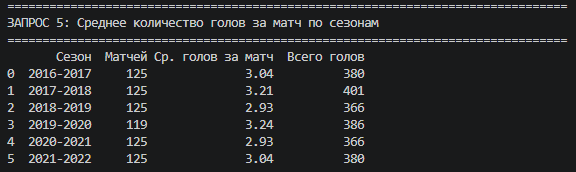 ================================================================================
ЗАПРОС 5: Среднее количество голов за матч по сезонам
================================================================================
Сезон Матчей Ср. голов за матч Всего голов
0 2016-2017 125 3.04 380
1 2017-2018 125 3.21 401
2 2018-2019 125 2.93 366
3 2019-2020 119 3.24 386
4 2020-2021 125 2.93 366
5 2021-2022 125 3.04 380